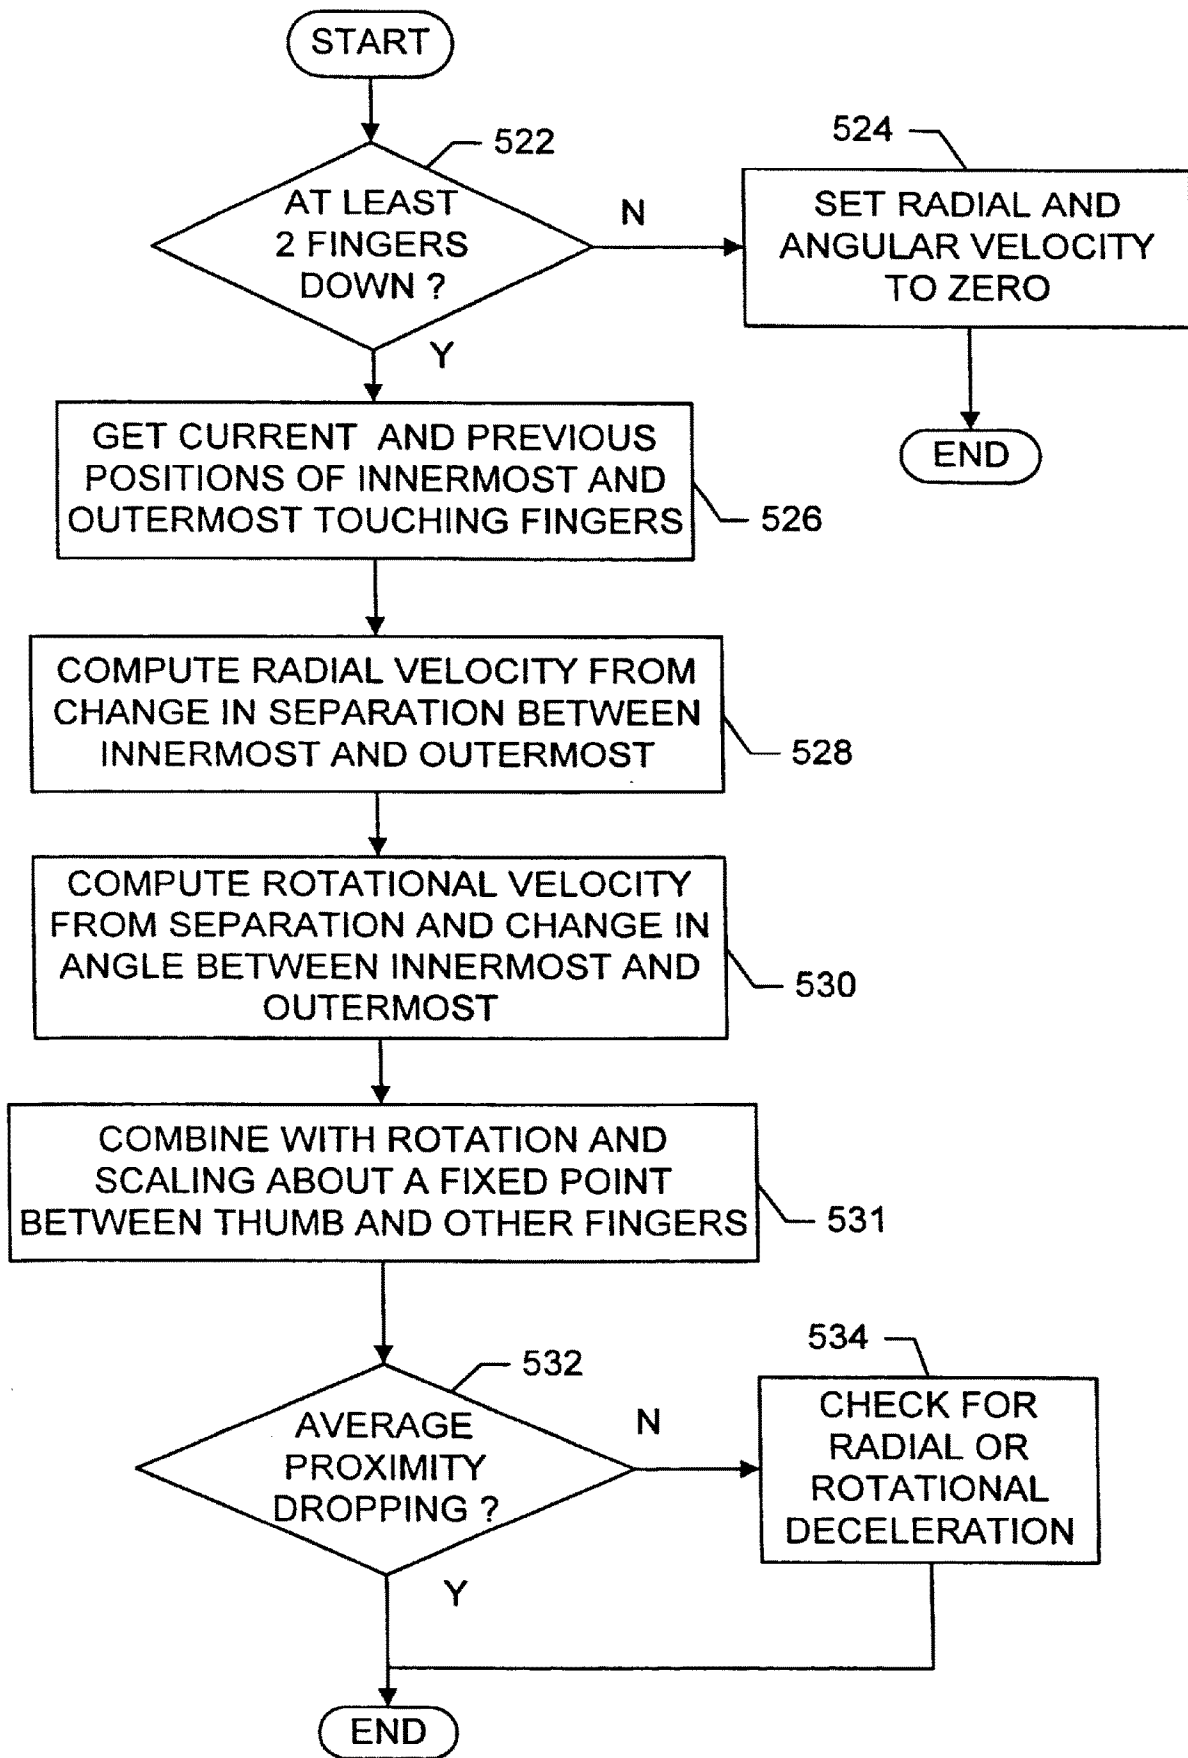 START
522
AT LEAST
2 FINGERS
DOWN ?
N
Y
524
SET RADIAL AND
ANGULAR VELOCITY
TO ZERO
END
GET CURRENT AND PREVIOUS
POSITIONS OF INNERMOST AND
OUTERMOST TOUCHING FINGERS
526
COMPUTE RADIAL VELOCITY FROM
CHANGE IN SEPARATION BETWEEN
INNERMOST AND OUTERMOST
528
COMPUTE ROTATIONAL VELOCITY
FROM SEPARATION AND CHANGE IN
ANGLE BETWEEN INNERMOST AND
OUTERMOST
530
COMBINE WITH ROTATION AND
SCALING ABOUT A FIXED POINT
BETWEEN THUMB AND OTHER FINGERS
531
532
AVERAGE
PROXIMITY
DROPPING ?
N
Y
534
CHECK FOR
RADIAL OR
ROTATIONAL
DECELERATION
END